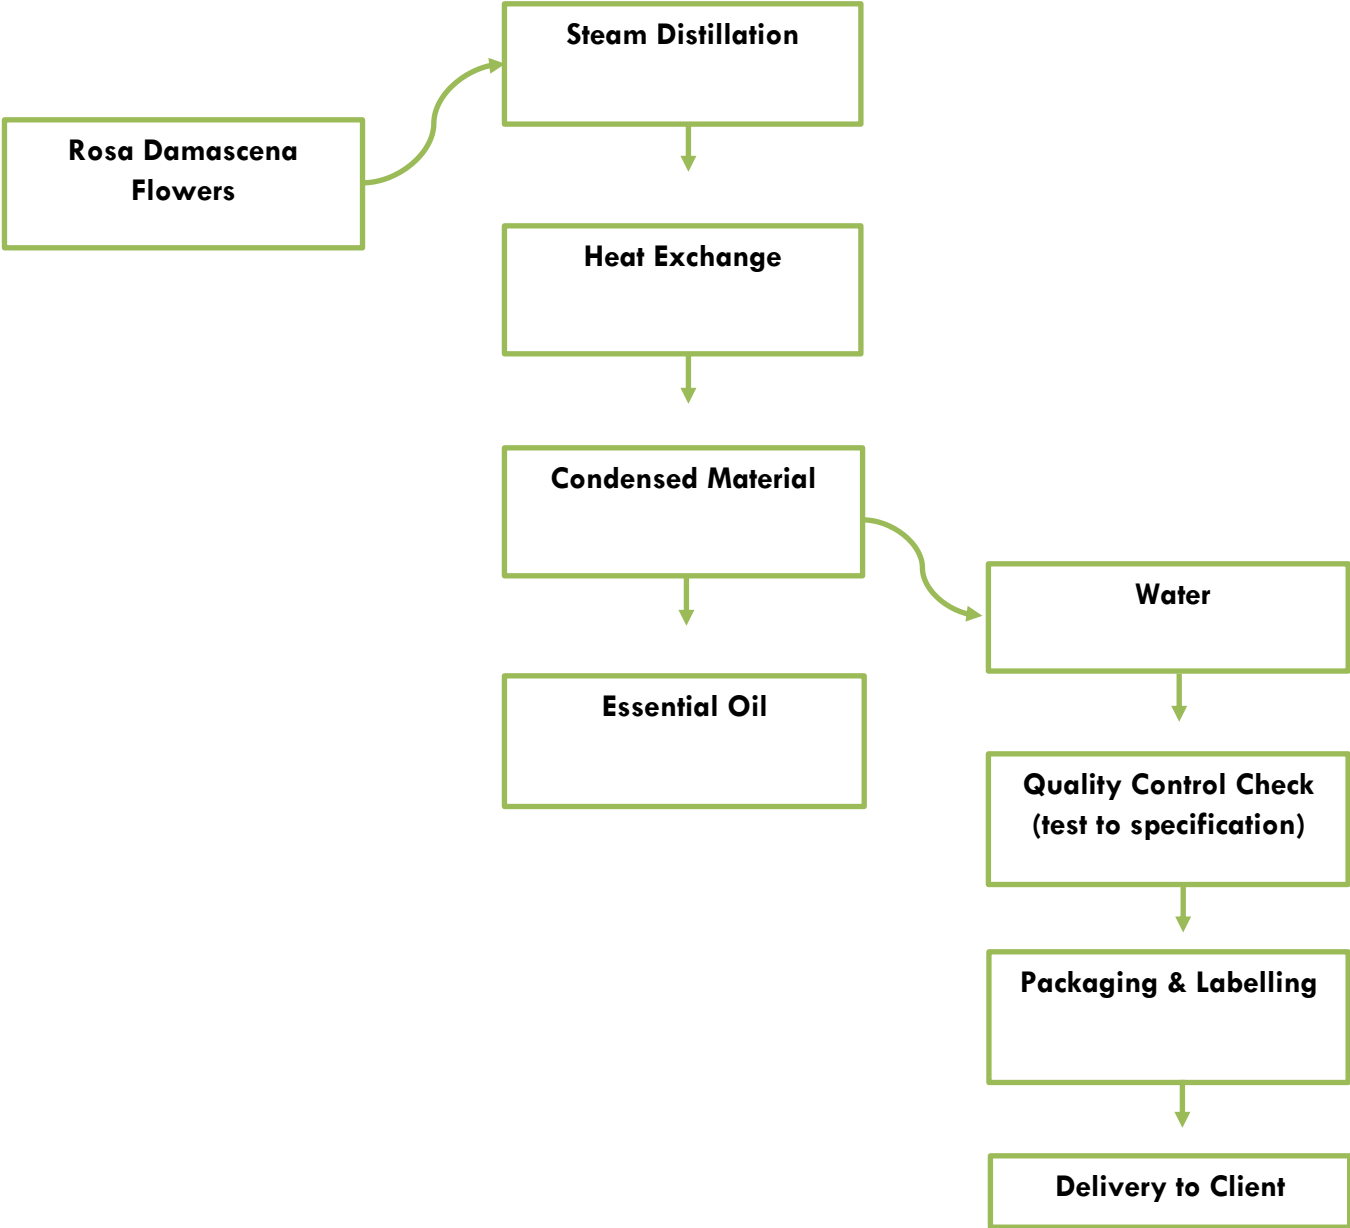 Steam Distillation
Rosa Damascena
Flowers
Heat Exchange
Condensed Material
Water
Essential Oil
Quality Control Check
(test to specification)
Packaging & Labelling
Delivery to Client